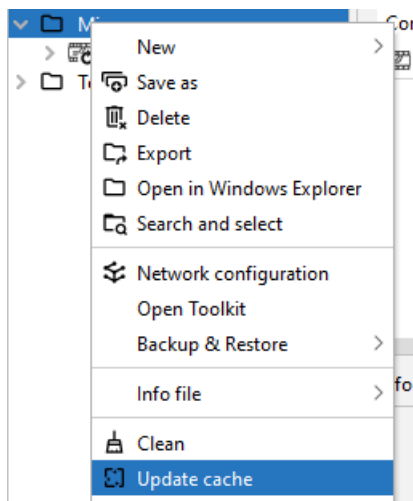 New
Save as
Delete
Export
Open in Windows Explorer
Search and select
Network configuration
Open Toolkit
Backup & Restore
Info file
Clean
Update cache